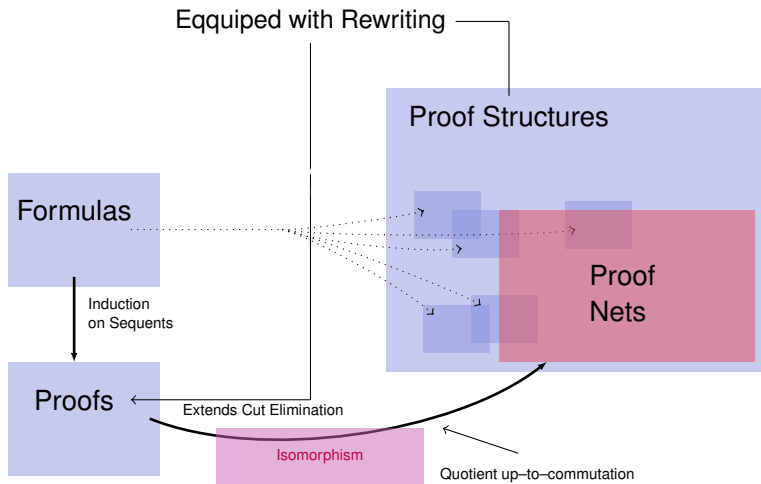 Eqquiped with Rewriting
Proof Structures
Formulas
Proof
Nets
Induction
on Sequents
Proofs
Extends Cut Elimination
Isomorphism
Quotient up–to–commutation